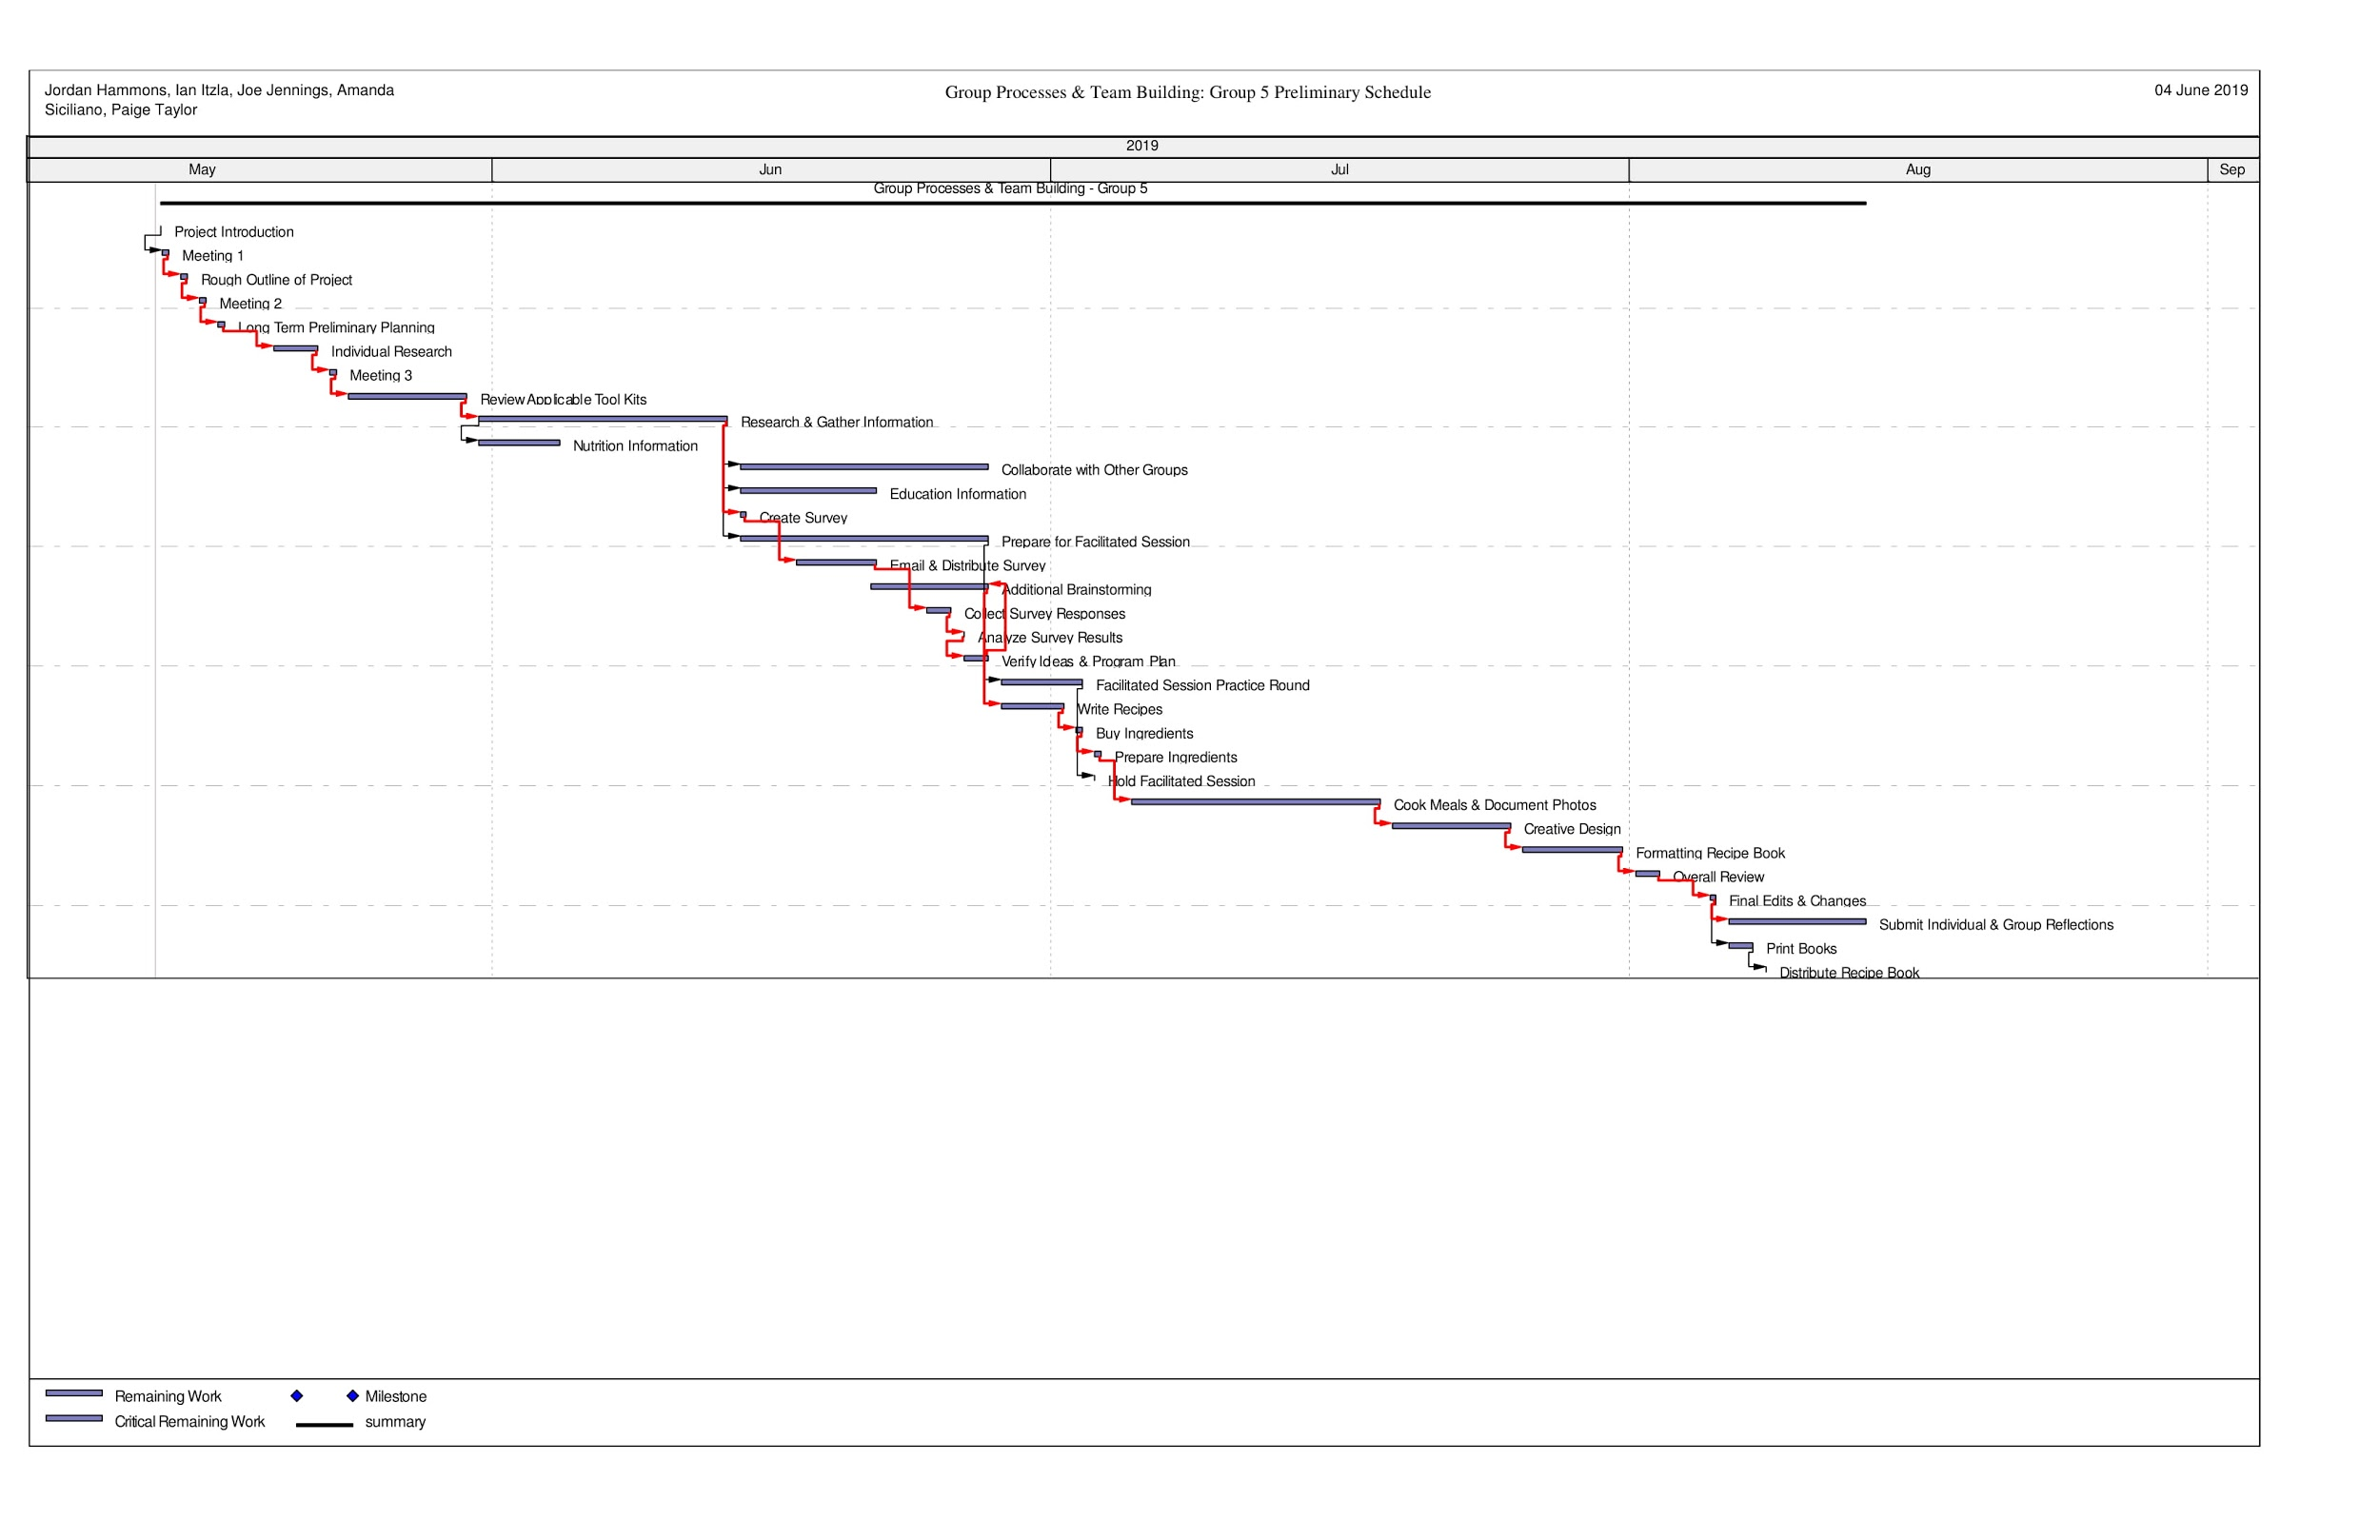 Jordan Hammons, Ian Itzla, Joe Jennings, Amanda
Siciliano, Paige Taylor
Group Processes & Team Building: Group 5 Preliminary Schedule
04 June 2019
2019
May
Jun
Jul
Aug
Sep
Group Processes & Team Building - Group 5
Project Introduction
Meeting 1
Rough Outline of Project
Meeting 2
Long Term Preliminary Planning
Individual Research
Meeting 3
Review Applicable Tool Kits
Research & Gather Information
Nutrition Information
Collaborate with Other Groups
Education Information
Create Survey
Prepare for Facilitated Session
Email & Distribute Survey
Additional Brainstorming
Collect Survey Responses
Analyze Survey Results
Verify Ideas & Program Plan
Facilitated Session Practice Round
Write Recipes
Buy Ingredients
Prepare Ingredients
Hold Facilitated Session
Cook Meals & Document Photos
Creative Design
Formatting Recipe Book
Overall Review
Final Edits & Changes
Submit Individual & Group Reflections
Print Books
Distribute Recipe Book
Remaining Work
Milestone
Critical Remaining Work
summary